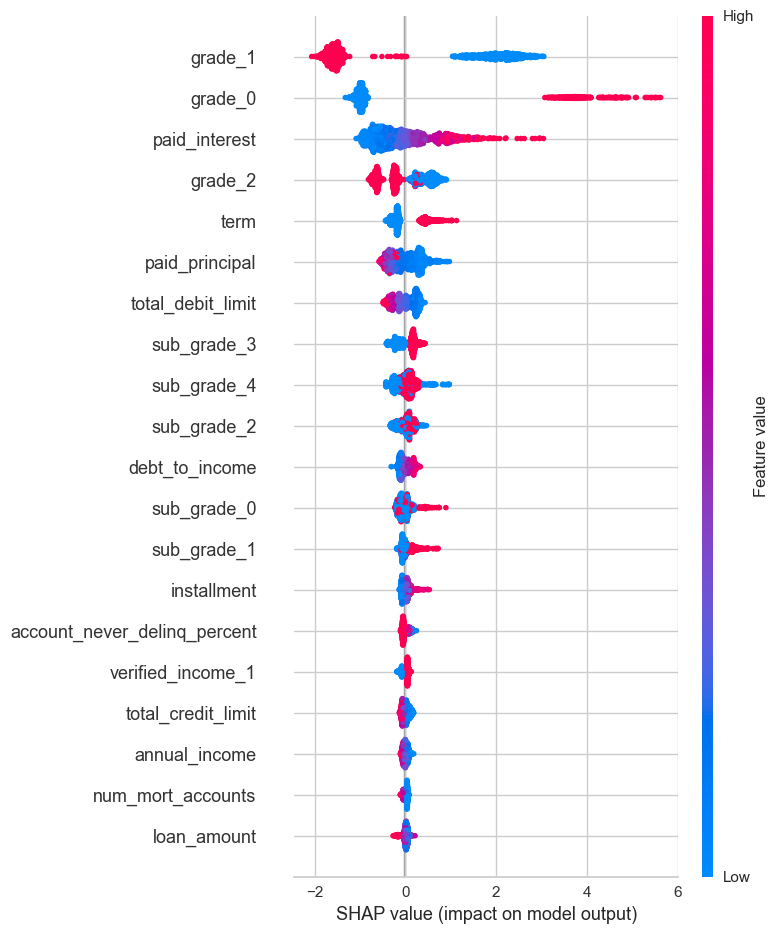 High
grade_1
grade_0
paid_interest
grade_2
term
paid_principal
total_debit_limit
sub_grade_3
sub_grade_4
sub_grade_2
debt_to_income
sub_grade_0
sub_grade_1
installment
account_never_delinq_percent
verified_income_1
total_credit_limit
annual_income
num_mort_accounts
loan_amount
Feature value
Low
−2 0 2 4 6
SHAP value (impact on model output)